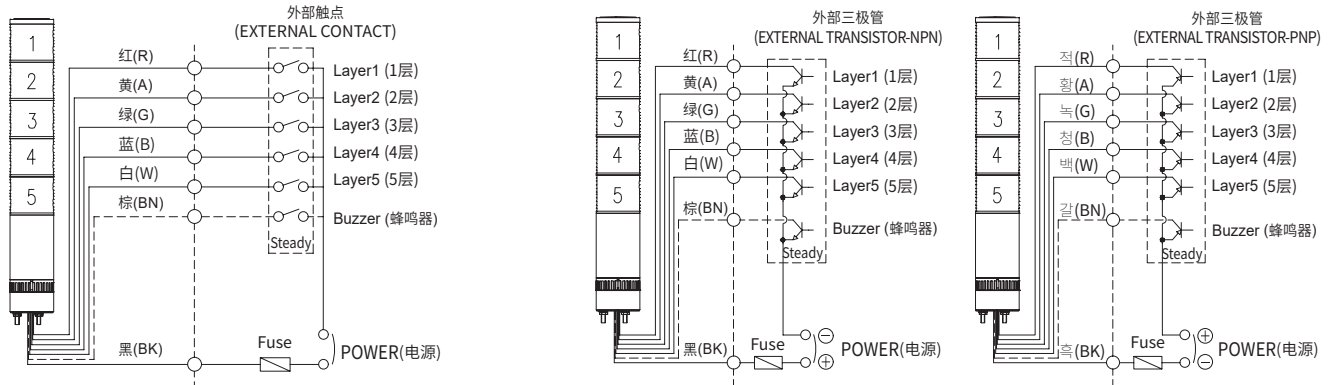 外部触点
(EXTERNAL CONTACT)
1
2
3
4
5
红(R)
黄(A)
绿(G)
蓝(B)
白(W)
棕(BN)
黑(BK)
Layer1 (1层)
Layer2 (2层)
Layer3 (3层)
Layer4 (4层)
Layer5 (5层)
Buzzer (蜂鸣器)
Steady
Fuse
POWER(电源)
外部三极管
(EXTERNAL TRANSISTOR-NPN)
1
2
3
4
5
红(R)
黄(A)
绿(G)
蓝(B)
白(W)
棕(BN)
黑(BK)
Layer1 (1层)
Layer2 (2层)
Layer3 (3层)
Layer4 (4层)
Layer5 (5层)
Buzzer (蜂鸣器)
Steady
Fuse
−
+
POWER(电源)
外部三极管
(EXTERNAL TRANSISTOR-PNP)
1
2
3
4
5
적(R)
황(A)
녹(G)
청(B)
백(W)
갈(BN)
흑(BK)
Layer1 (1层)
Layer2 (2层)
Layer3 (3层)
Layer4 (4层)
Layer5 (5层)
Buzzer (蜂鸣器)
Steady
Fuse
+
−
POWER(电源)